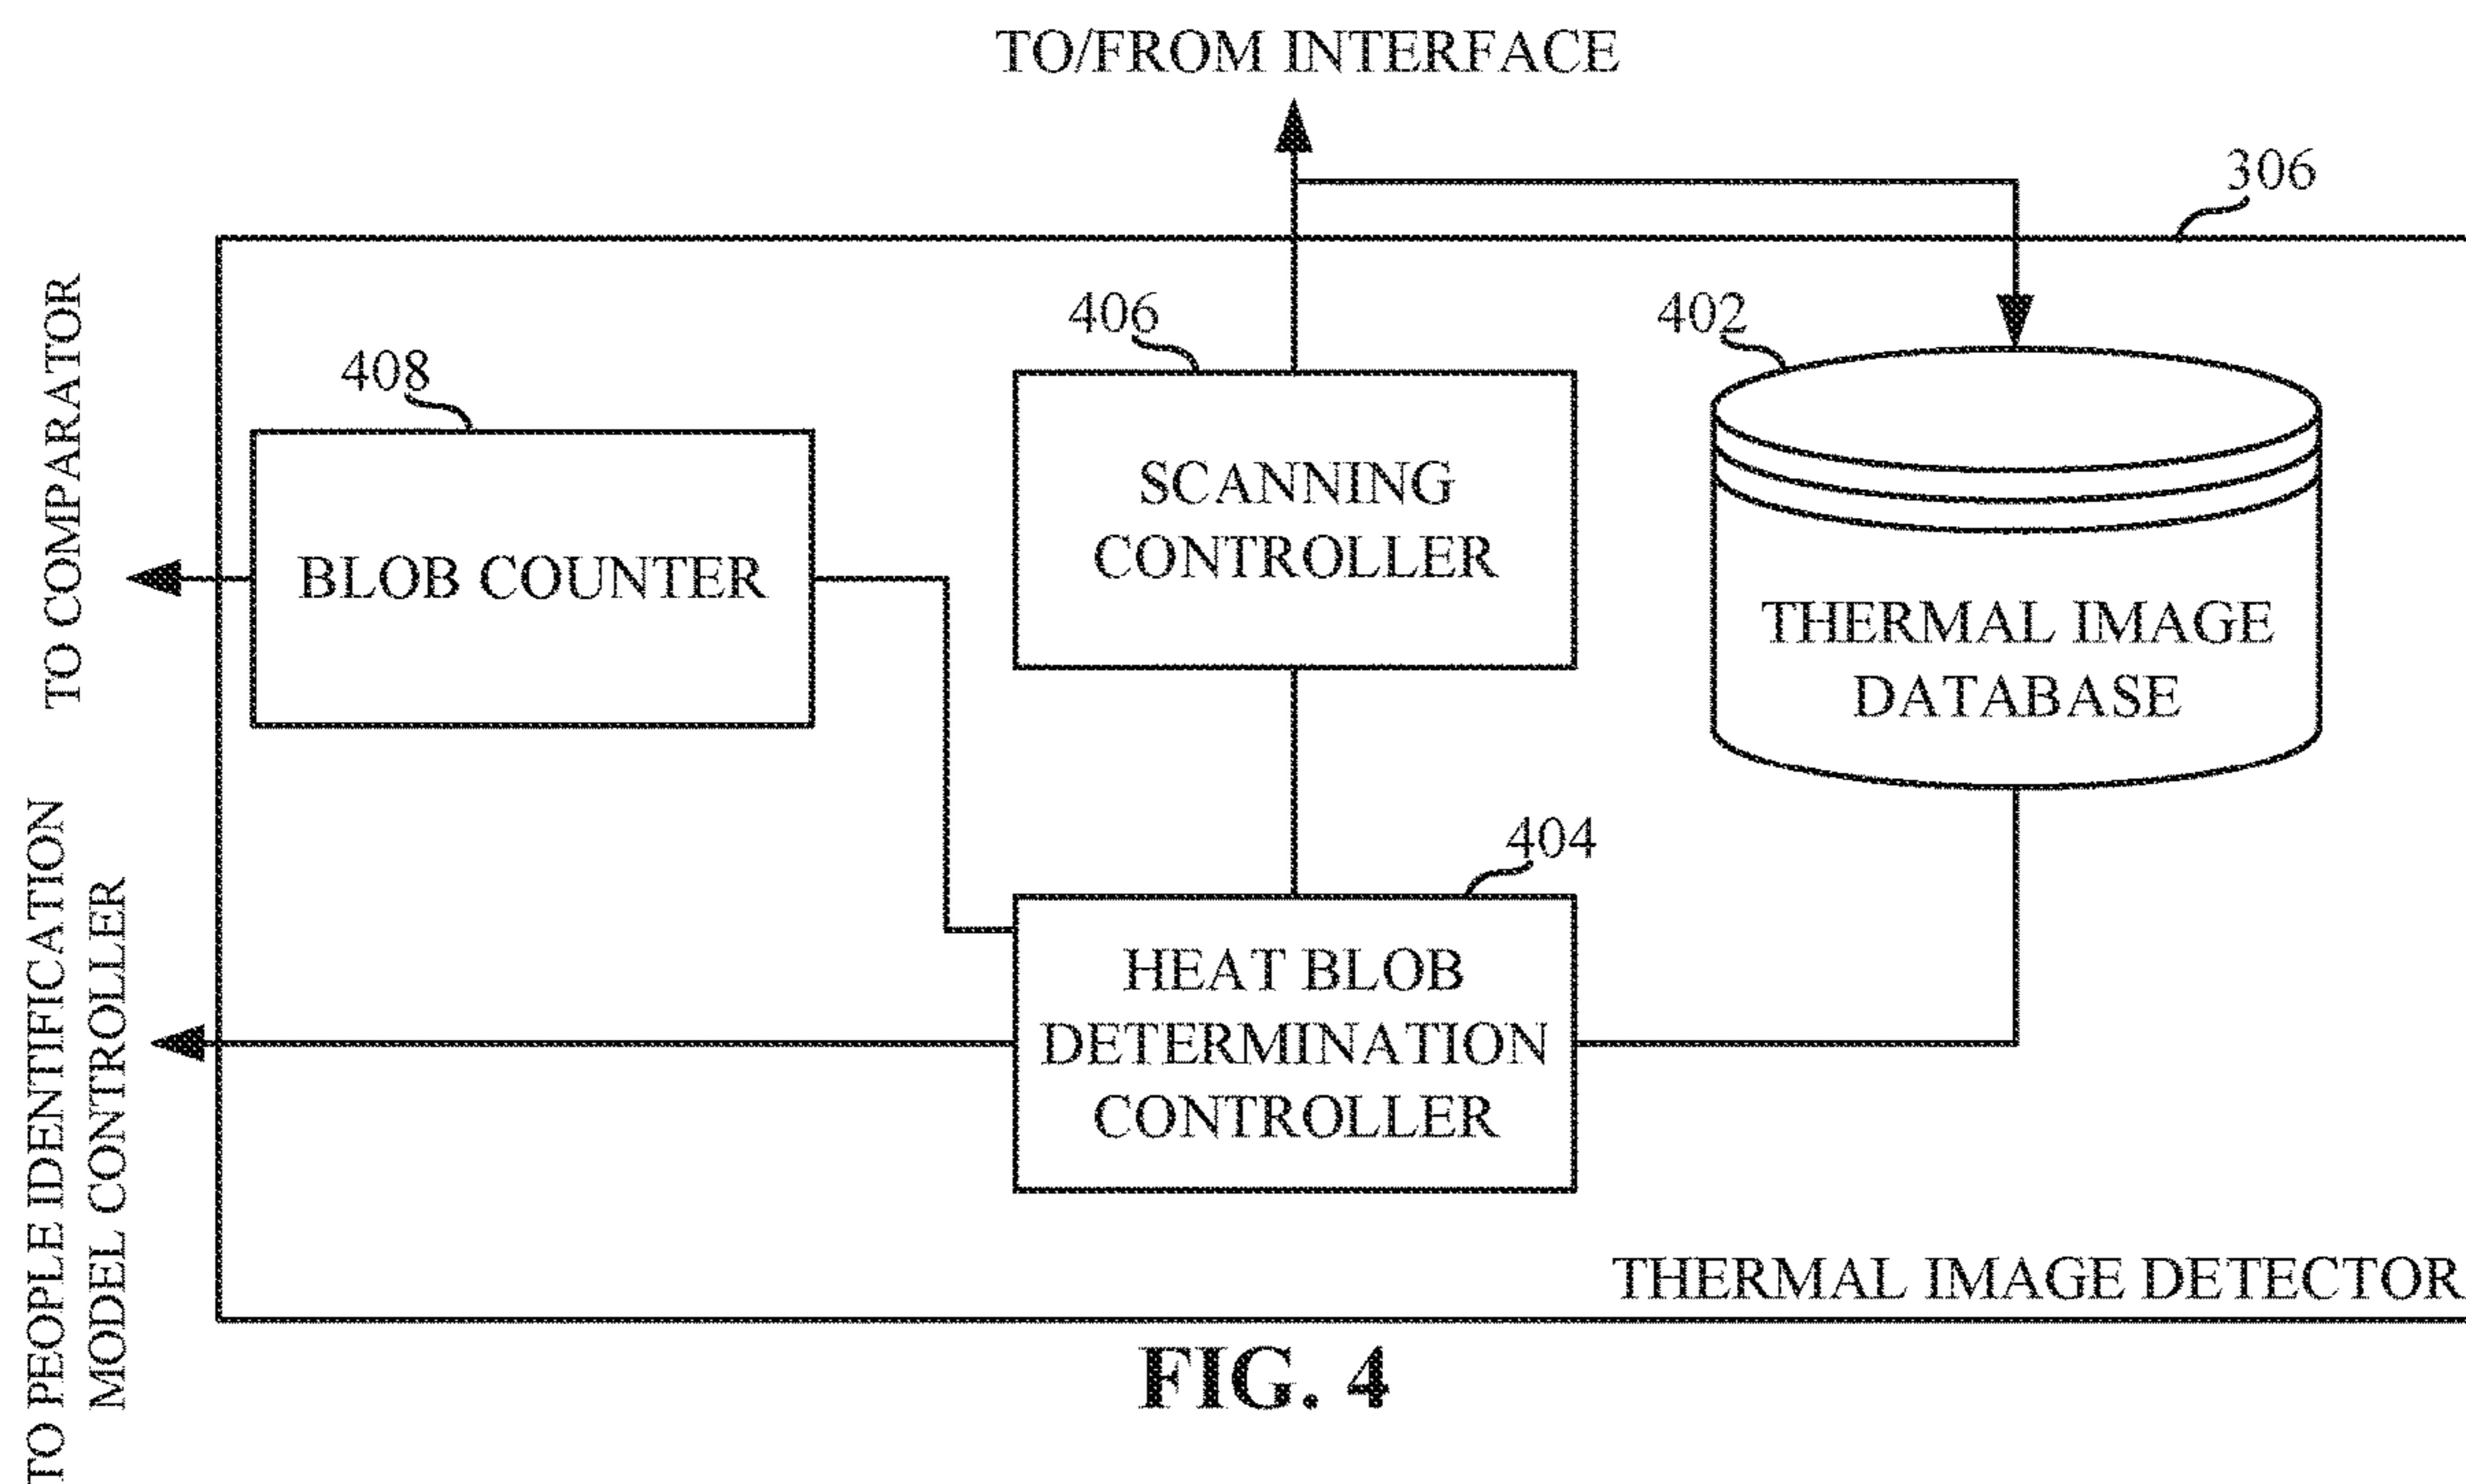 TO/FROM INTERFACE
306
406
402
408
TO COMPARATOR
SCANNING
CONTROLLER
BLOB COUNTER
THERMAL IMAGE
DATABASE
404
HEAT BLOB
DETERMINATION
CONTROLLER
TO PEOPLE IDENTIFICATION
MODEL CONTROLLER
THERMAL IMAGE DETECTOR
FIG. 4